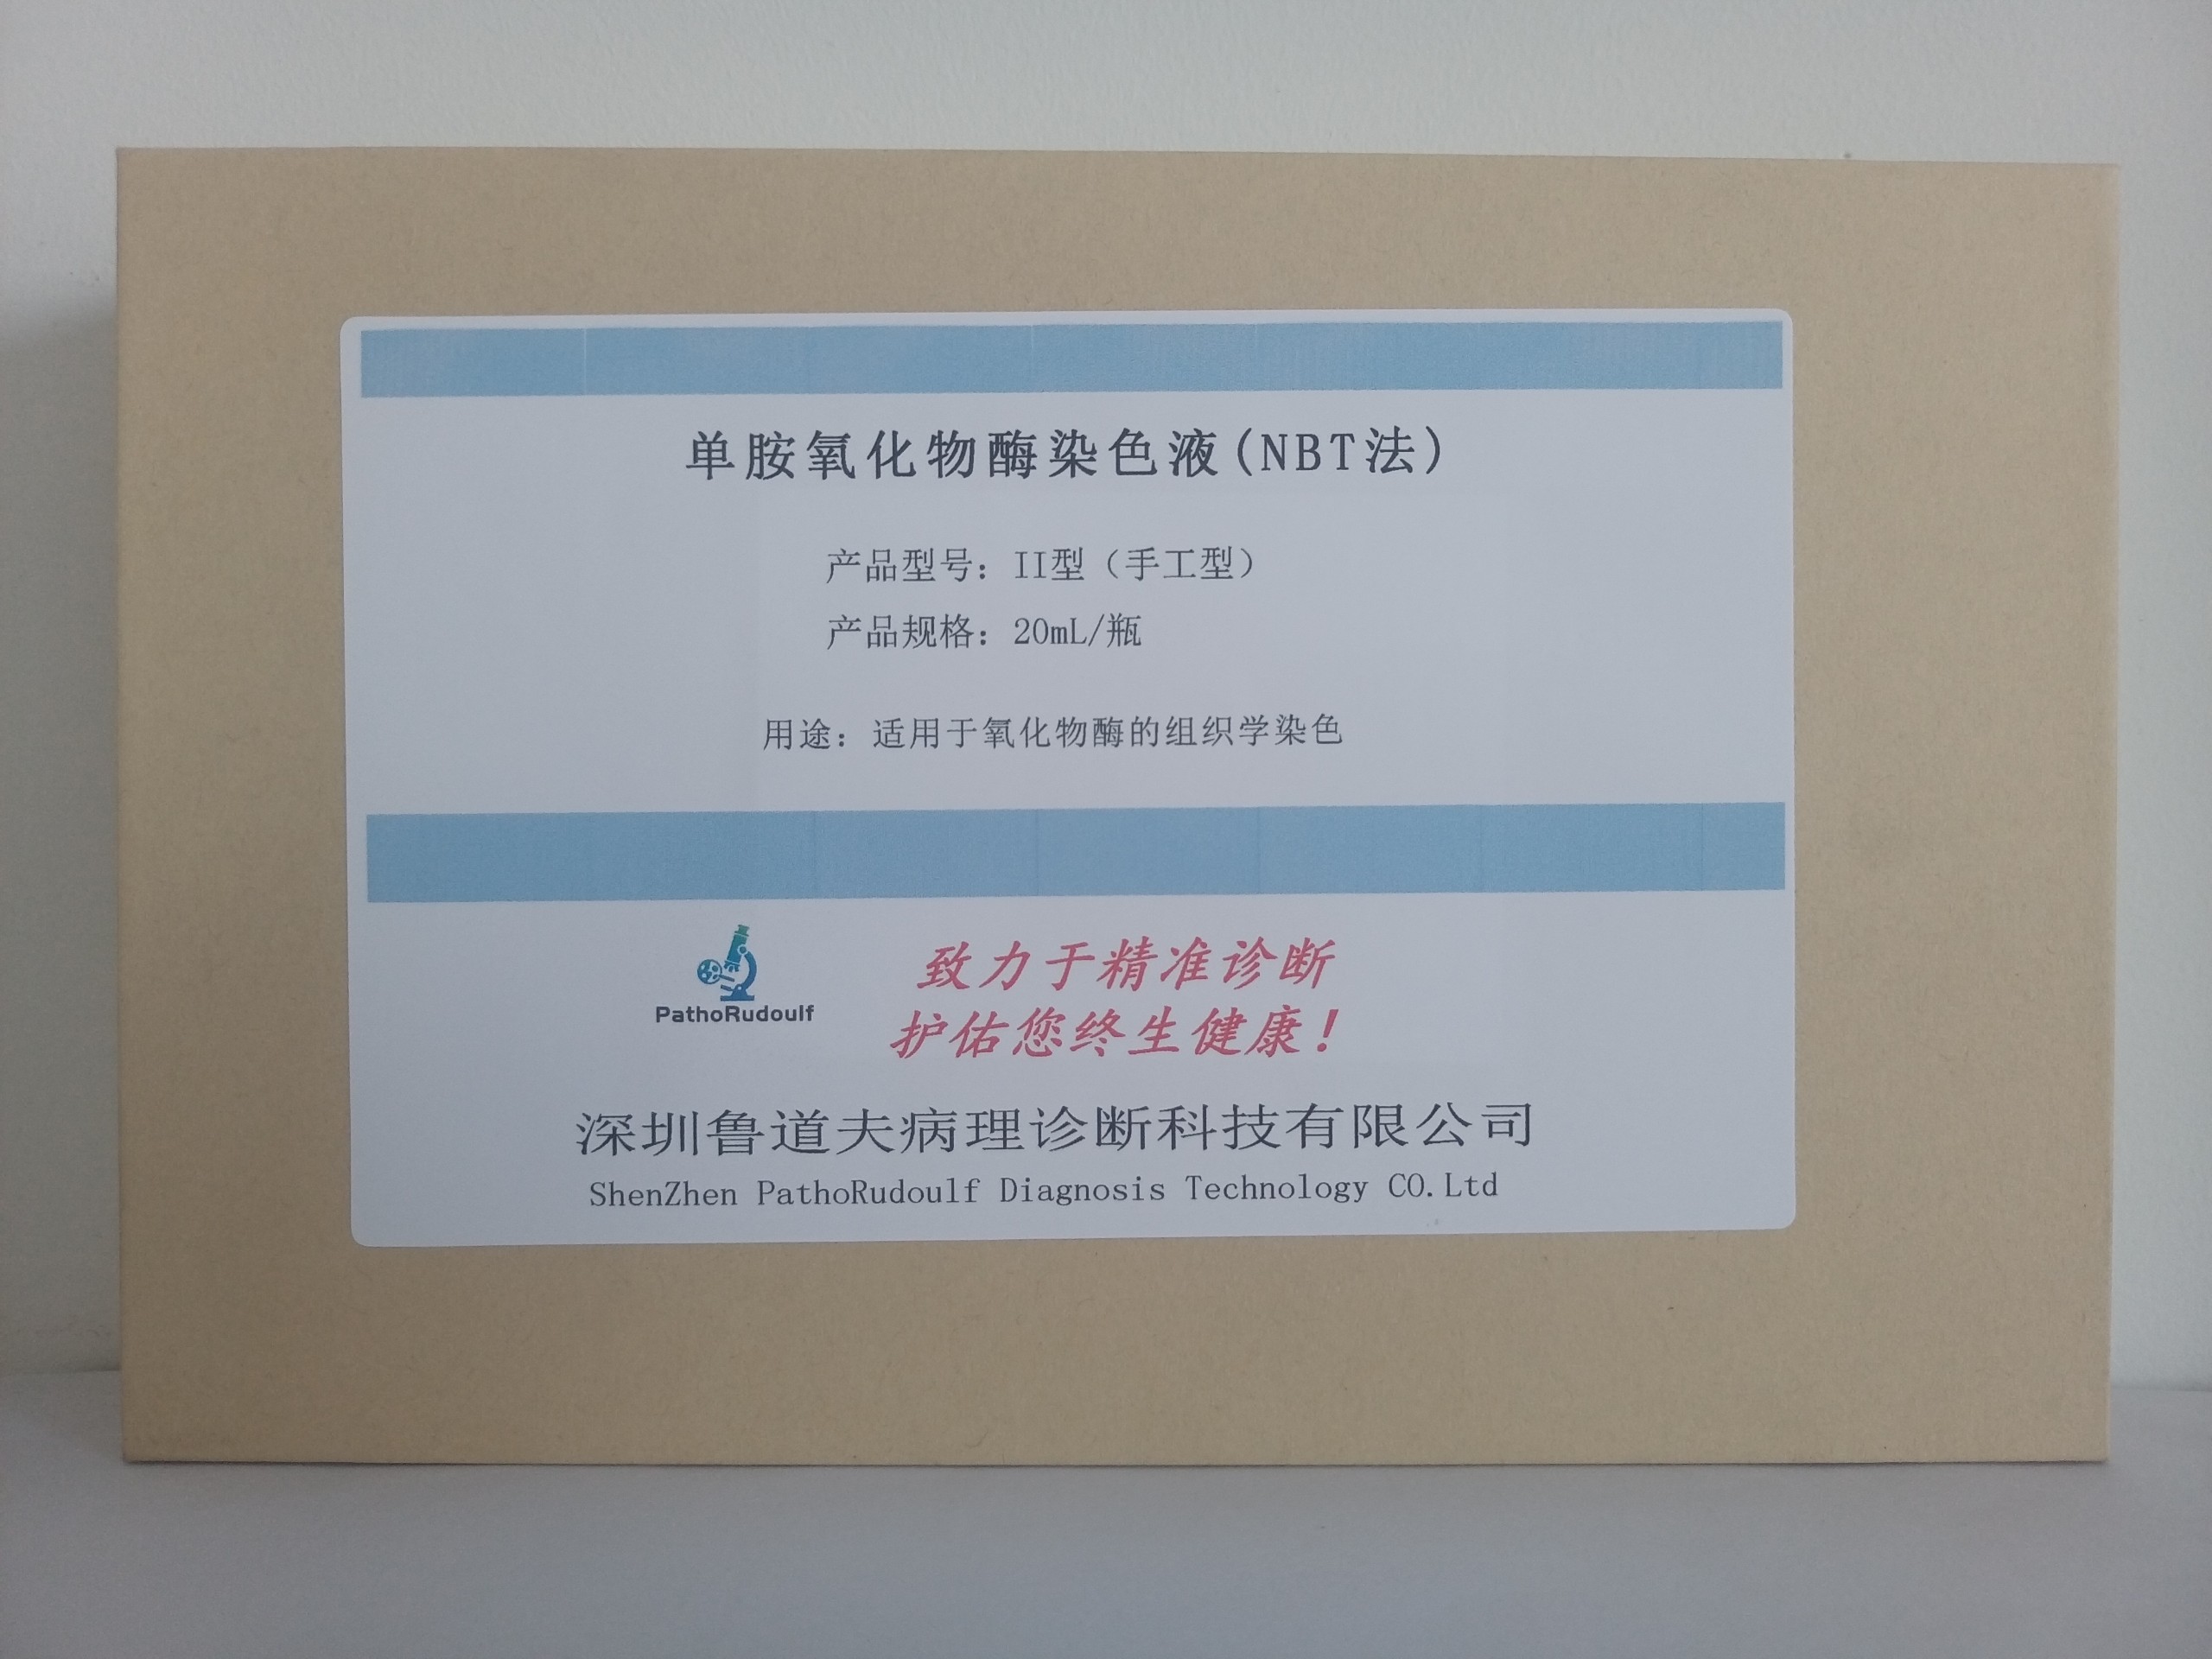 单胺氧化物酶染色液(NBT法)
产品型号：II型（手工型）
产品规格：20mL/瓶
用途：适用于氧化物酶的组织学染色
PathoRudoulf
致力于精准诊断
护佑您终生健康！
深圳鲁道夫病理诊断科技有限公司
ShenZhen PathoRudoulf Diagnosis Technology CO.Ltd